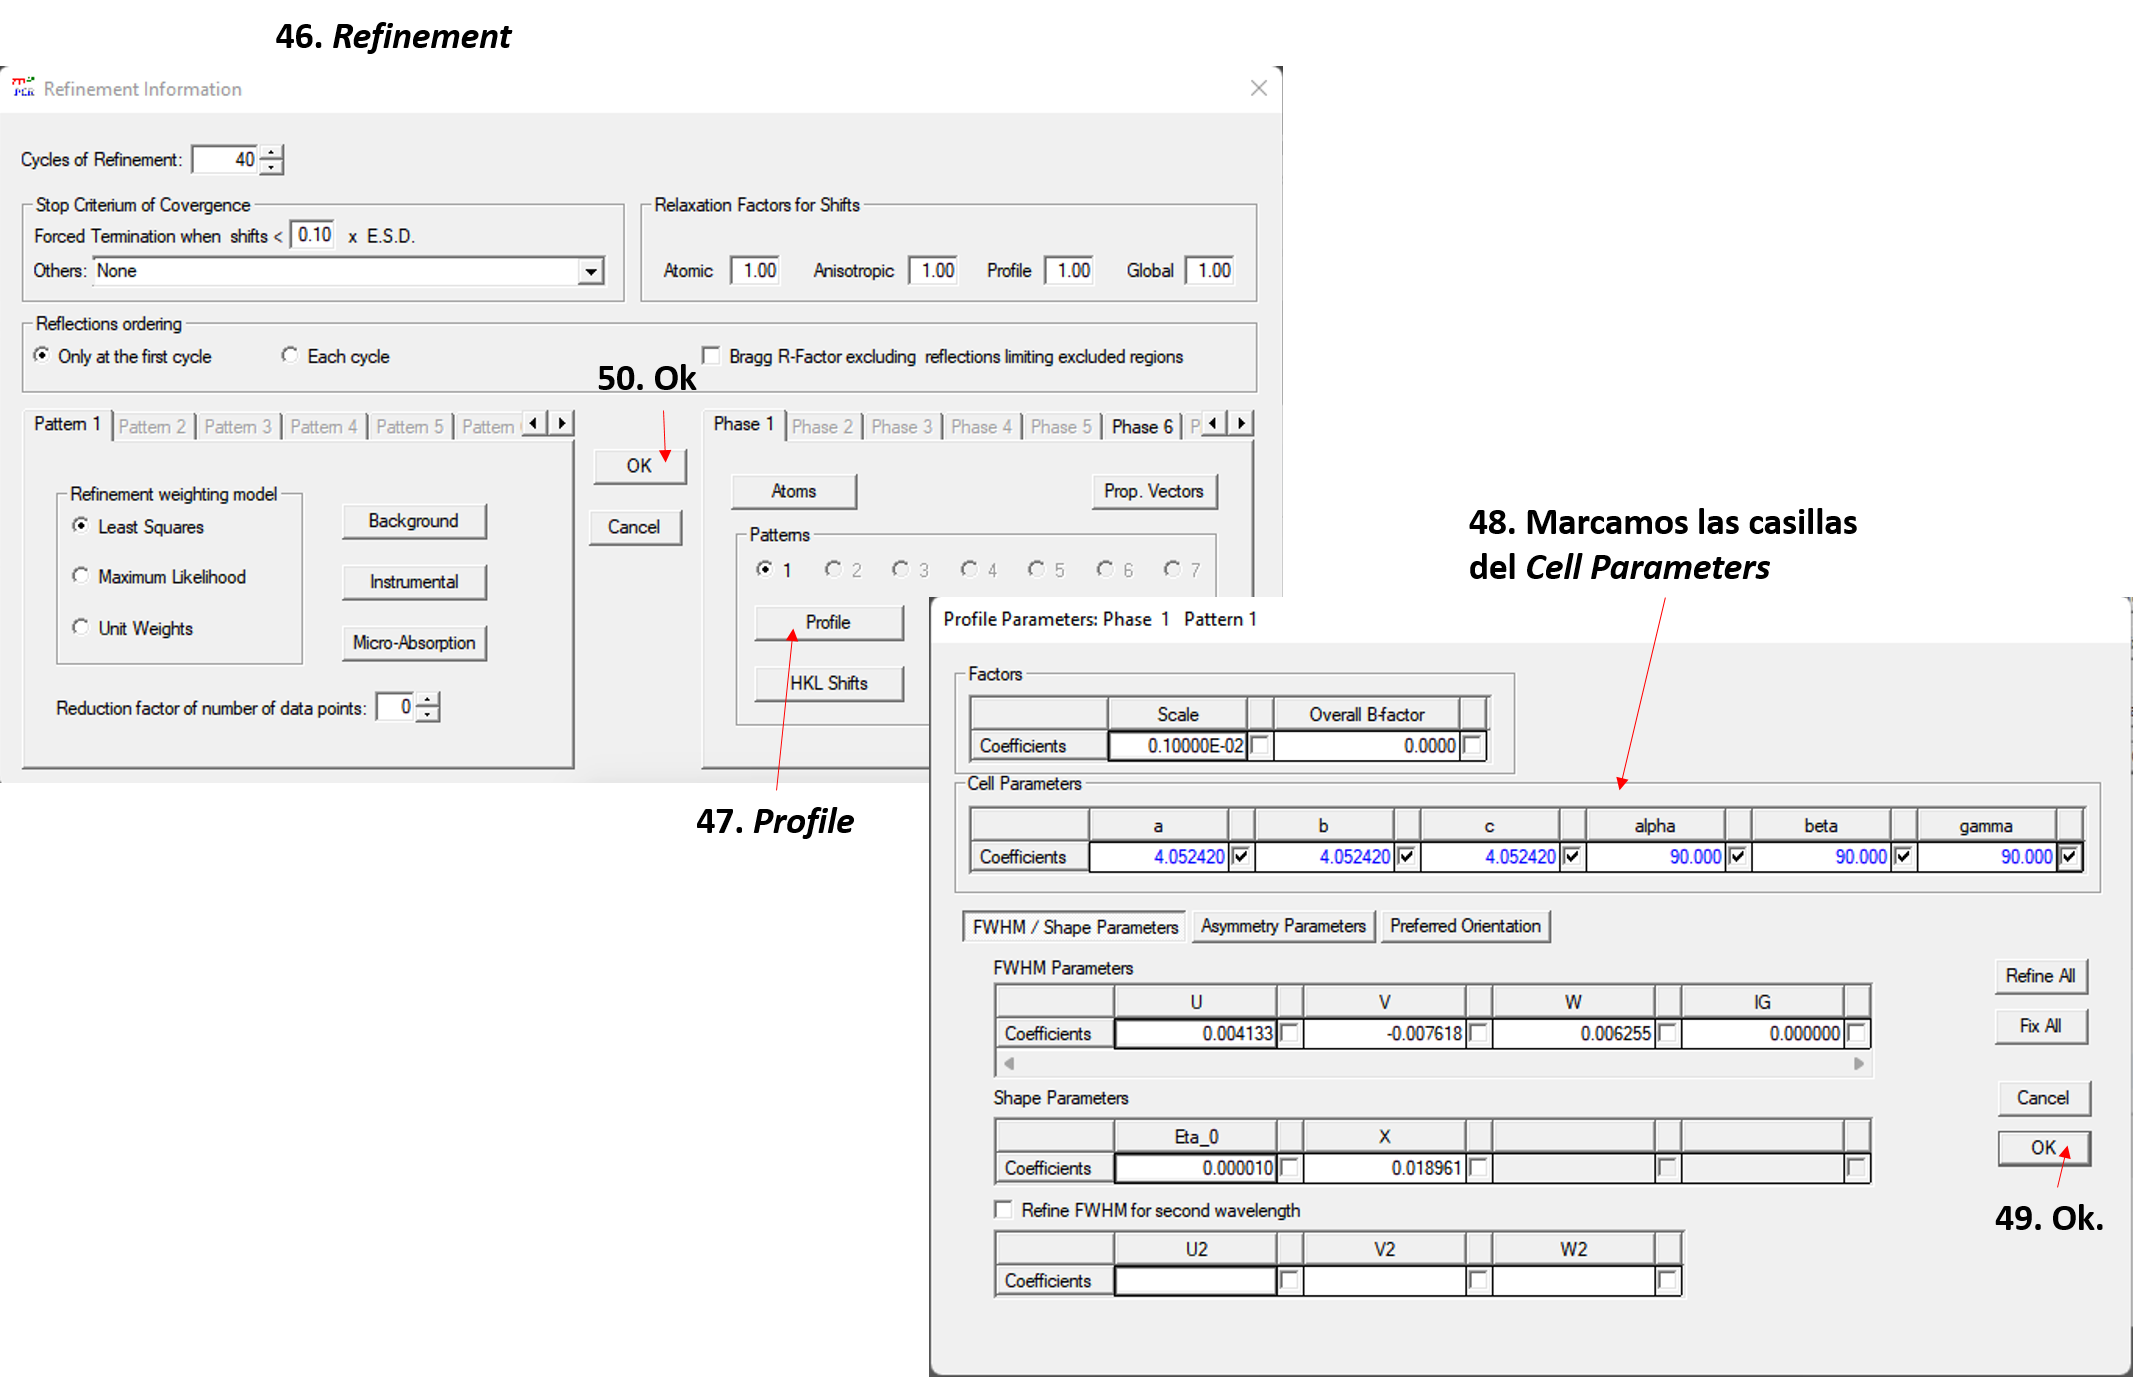 46. Refinement
Refinement Information
Cycles of Refinement: 40
Stop Criterium of Covergence
Forced Termination when shifts < 0.10 x E.S.D.
Others: None
Relaxation Factors for Shifts
Atomic 1.00 Anisotropic 1.00 Profile 1.00 Global 1.00
Reflections ordering
Only at the first cycle Each cycle
Bragg R-Factor excluding reflections limiting excluded regions
50. Ok
Pattern 1 Pattern 2 Pattern 3 Pattern 4 Pattern 5 Pattern
Refinement weighting model
Least Squares
Maximum Likelihood
Unit Weights
Background
Instrumental
Micro-Absorption
Reduction factor of number of data points: 0
OK
Cancel
Phase 1 Phase 2 Phase 3 Phase 4 Phase 5 Phase 6 P
Atoms Prop. Vectors
Patterns
1 2 3 4 5 6 7
Profile
HKL Shifts
47. Profile
48. Marcamos las casillas
del Cell Parameters
Profile Parameters: Phase 1 Pattern 1
Factors
Scale Overall B-factor
Coefficients 0.10000E-02 0.0000
Cell Parameters
a b c alpha beta gamma
Coefficients 4.052420 4.052420 4.052420 90.000 90.000 90.000
FWHM / Shape Parameters Asymmetry Parameters Preferred Orientation
FWHM Parameters
U V W IG
Coefficients 0.004133 -0.007618 0.006255 0.000000
Shape Parameters
Eta_0 X
Coefficients 0.000010 0.018961
Refine FWHM for second wavelength
U2 V2 W2
Coefficients
Refine All
Fix All
Cancel
OK
49. Ok.